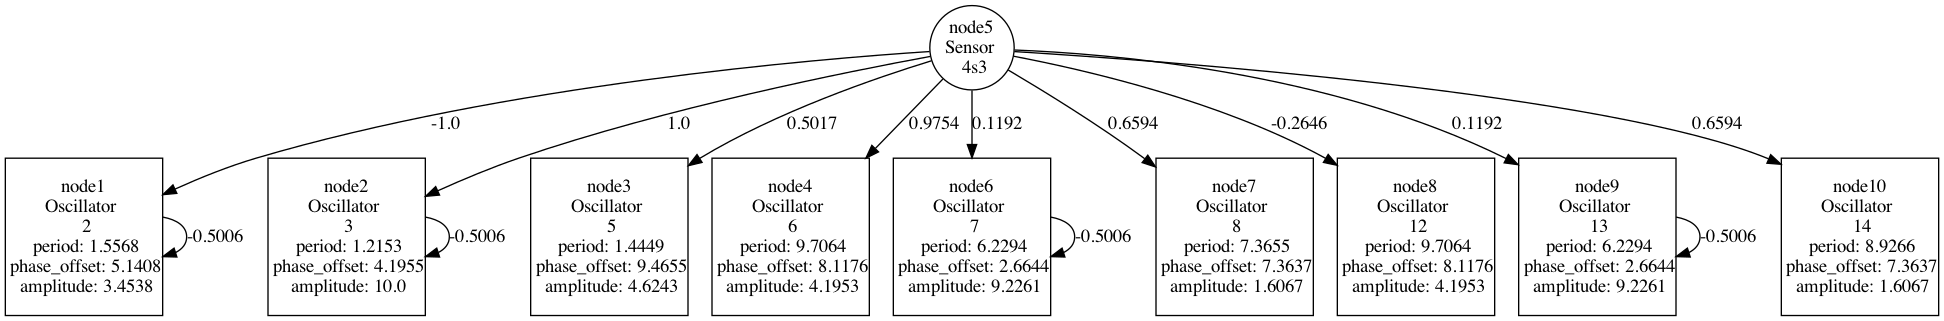 node5
Sensor
4s3
-1.0
1.0
0.5017
0.9754
0.1192
0.6594
-0.2646
0.1192
0.6594
node1
Oscillator
2
period: 1.5568
phase_offset: 5.1408
amplitude: 3.4538
-0.5006
node2
Oscillator
3
period: 1.2153
phase_offset: 4.1955
amplitude: 10.0
-0.5006
node3
Oscillator
5
period: 1.4449
phase_offset: 9.4655
amplitude: 4.6243
node4
Oscillator
6
period: 9.7064
phase_offset: 8.1176
amplitude: 4.1953
node6
Oscillator
7
period: 6.2294
phase_offset: 2.6644
amplitude: 9.2261
-0.5006
node7
Oscillator
8
period: 7.3655
phase_offset: 7.3637
amplitude: 1.6067
node8
Oscillator
12
period: 9.7064
phase_offset: 8.1176
amplitude: 4.1953
node9
Oscillator
13
period: 6.2294
phase_offset: 2.6644
amplitude: 9.2261
-0.5006
node10
Oscillator
14
period: 8.9266
phase_offset: 7.3637
amplitude: 1.6067